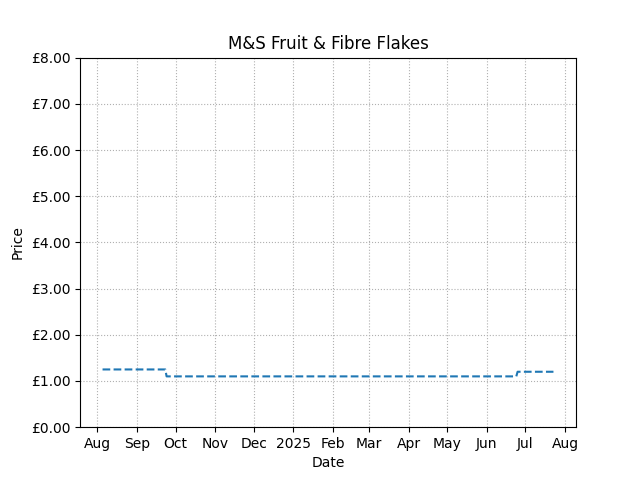 M&S Fruit & Fibre Flakes
£8.00
£7.00
£6.00
£5.00
£4.00
£3.00
£2.00
£1.00
£0.00
Price
Aug Sep Oct Nov Dec 2025 Feb Mar Apr May Jun Jul Aug
Date